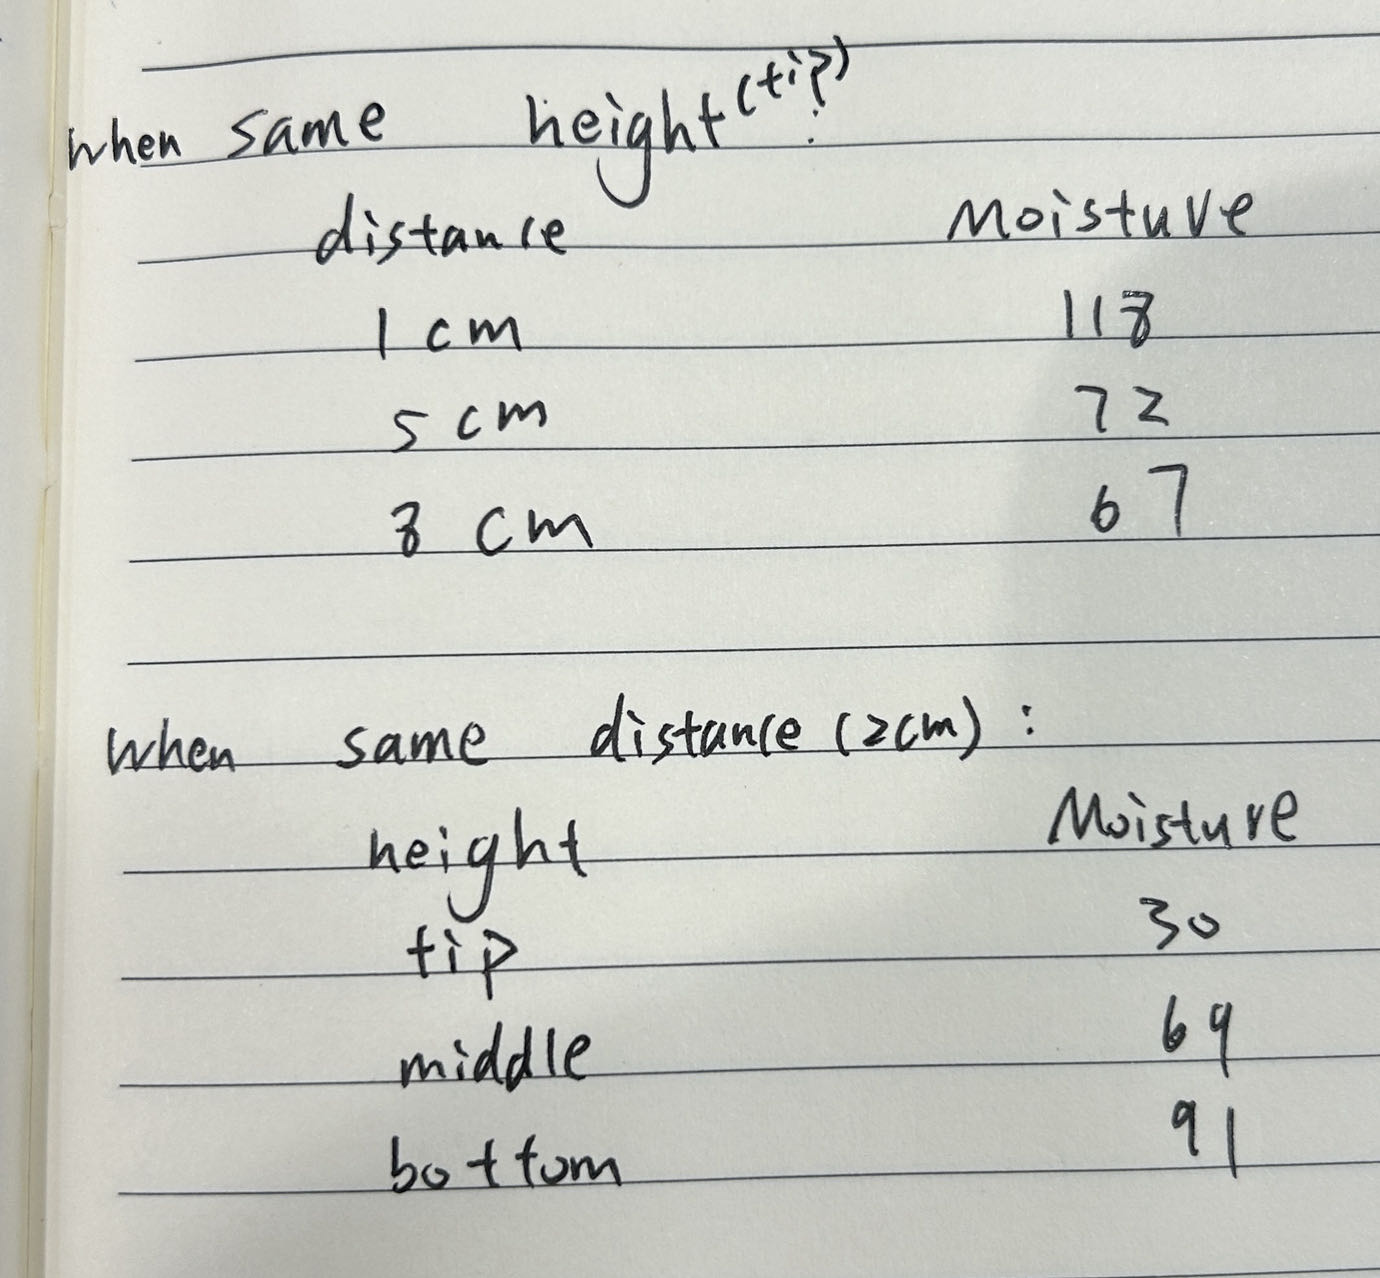 when same height (tip):
distance Moisture
1 cm 118
5 cm 72
8 cm 67
when same distance (2cm) :
height Moisture
tip 30
middle 69
bottom 91